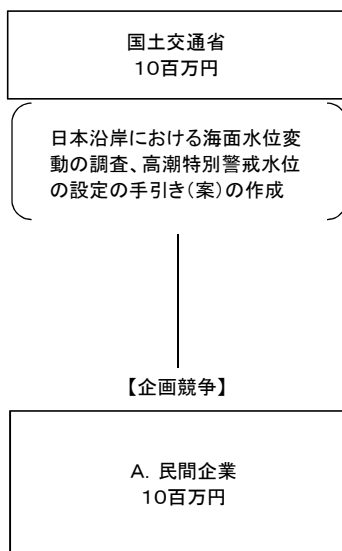 国土交通省
10百万円
日本沿岸における海面水位変
動の調査、高潮特別警戒水位
の設定の手引き(案)の作成
【企画競争】
A. 民間企業
10百万円